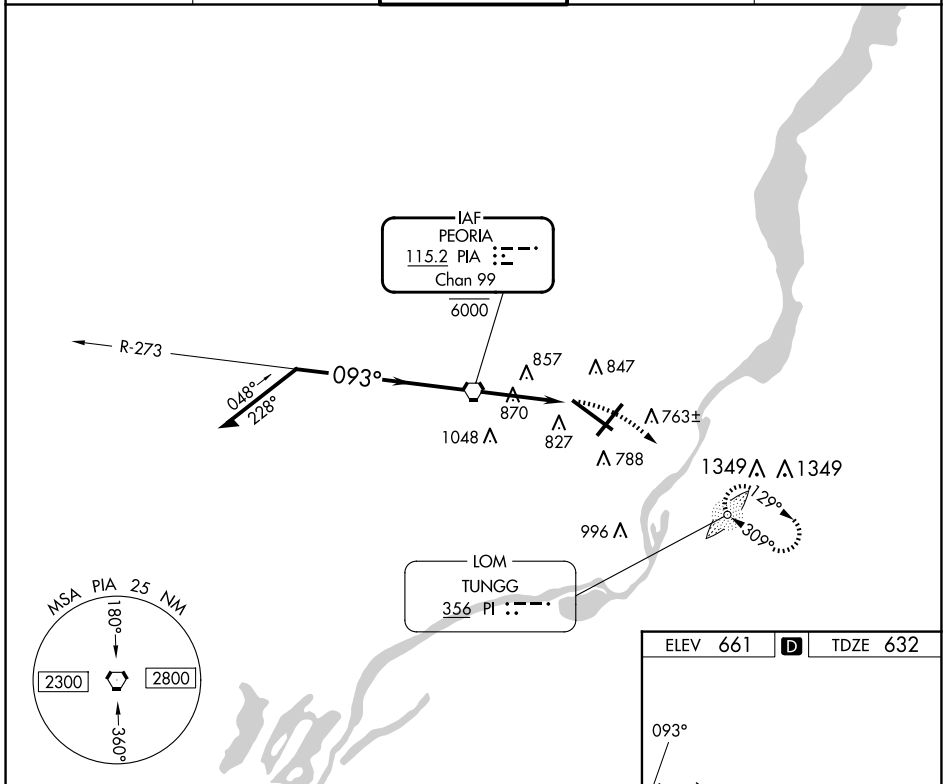 IAF
PEORIA
115.2 PIA
Chan 99
6000
R-273
093°
048°
228°
857
847
870
763±
1048
827
788
1349 1349
129°
309°
996
LOM
TUNGG
356 PI
MSA PIA 25 NM
180°
2300
2800
360°
ELEV 661 D TDZE 632
093°